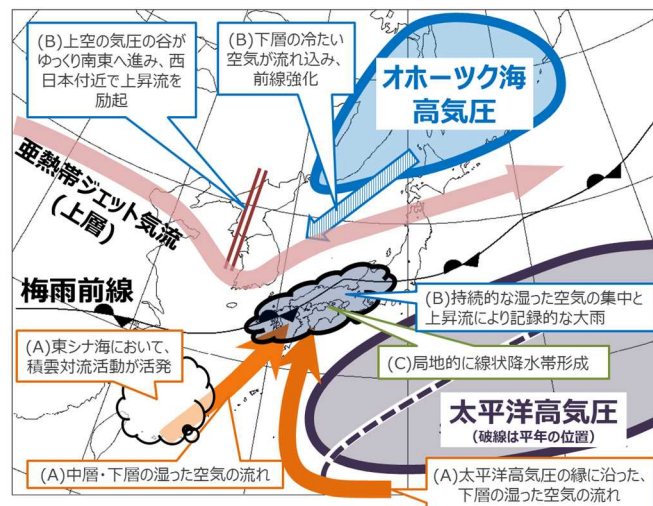 (B)上空の気圧の谷が
ゆっくり南東へ進み、西
日本付近で上昇流を
励起
(B)下層の冷たい
空気が流れ込み、
前線強化
オホーツク海
高気圧
亜熱帯ジェット気流
(上層)
梅雨前線
(B)持続的な湿った空気の集中と
上昇流により記録的な大雨
(A)東シナ海において、
積雲対流活動が活発
(C)局地的に線状降水帯形成
太平洋高気圧
(破線は平年の位置)
(A)中層・下層の湿った空気の流れ
(A)太平洋高気圧の縁に沿った、
下層の湿った空気の流れ